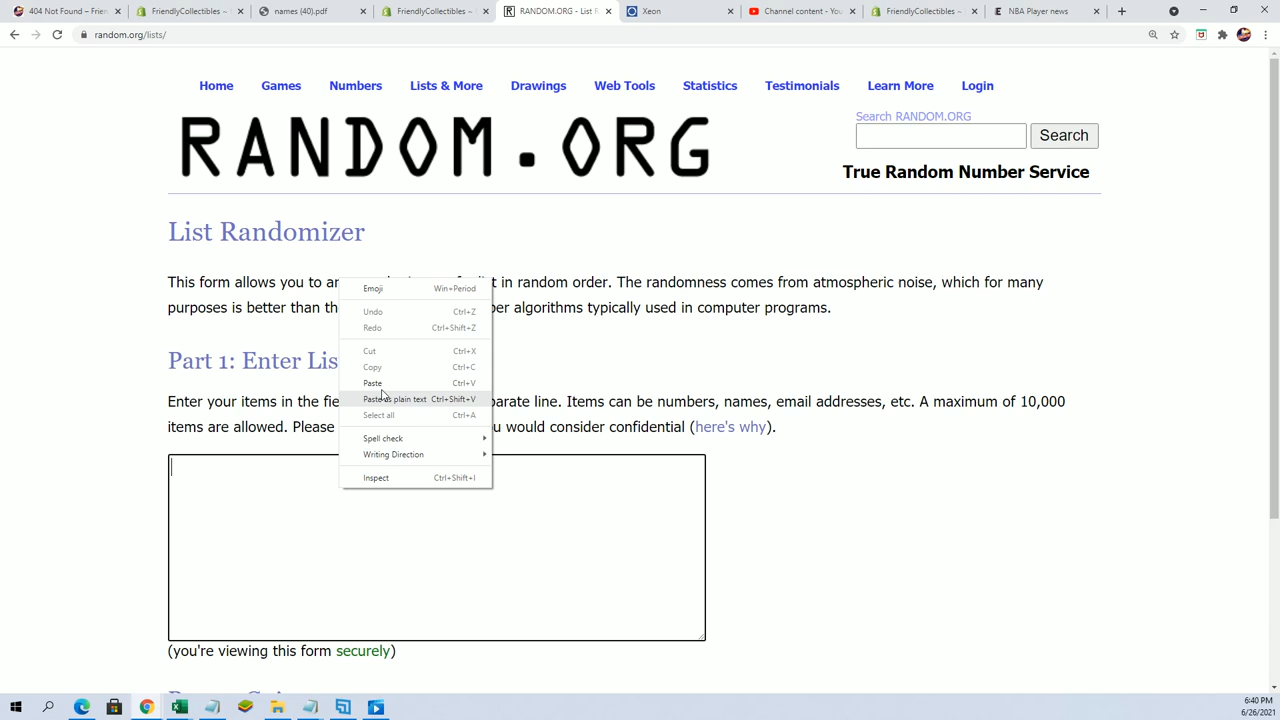 404 Not Found – Frien
FriendlyCollectibles ~
names (40).pdf
FriendlyCollectibles ~
RANDOM.ORG - List R
Xeon
Channel content - You
FriendlyCollectibles ~
NBA Player news
random.org/lists/
Home Games Numbers Lists & More Drawings Web Tools Statistics Testimonials Learn More Login
RANDOM.ORG
Search RANDOM.ORG
Search
True Random Number Service
List Randomizer
This form allows you to ar t in random order. The randomness comes from atmospheric noise, which for many
purposes is better than th er algorithms typically used in computer programs.
Part 1: Enter Lis
Enter your items in the fie parate line. Items can be numbers, names, email addresses, etc. A maximum of 10,000
items are allowed. Please u would consider confidential (here's why).
Emoji Win+Period
Undo Ctrl+Z
Redo Ctrl+Shift+Z
Cut Ctrl+X
Copy Ctrl+C
Paste Ctrl+V
Paste as plain text Ctrl+Shift+V
Select all Ctrl+A
Spell check
Writing Direction
Inspect Ctrl+Shift+I
(you're viewing this form securely)
6:40 PM
6/26/2021